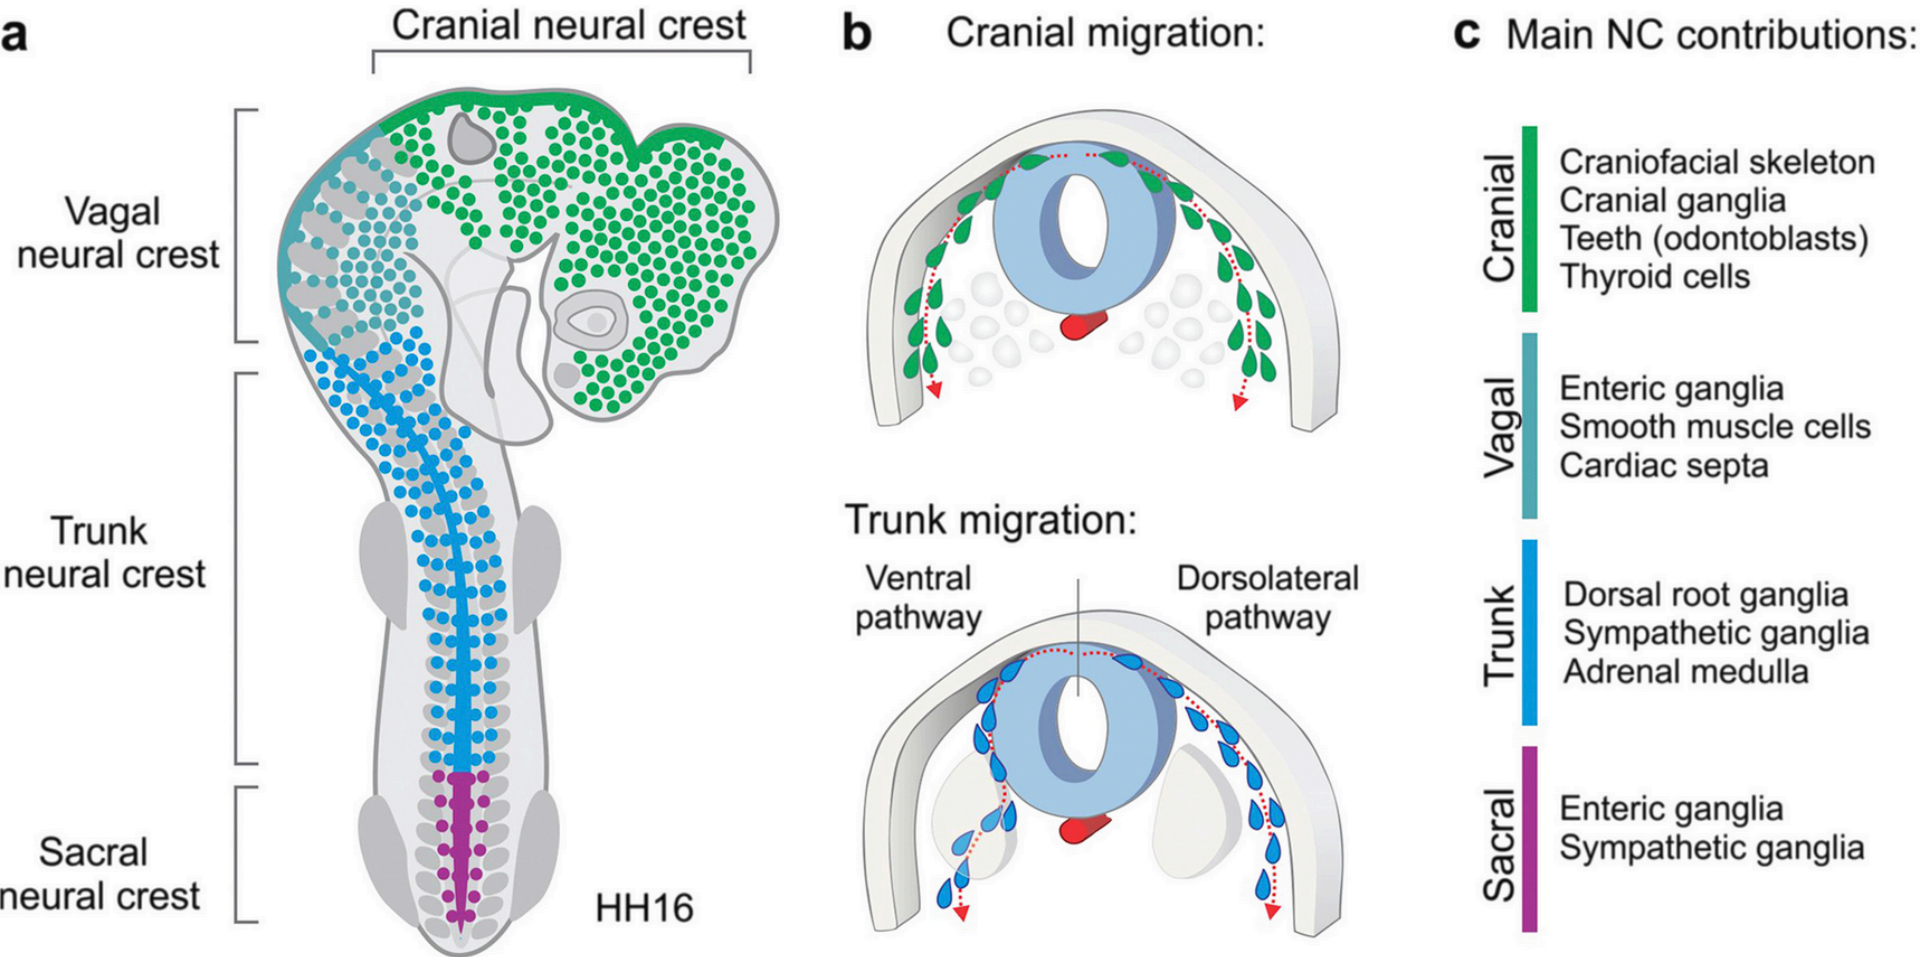 a
Cranial neural crest
Vagal
neural crest
Trunk
neural crest
Sacral
neural crest
HH16
b Cranial migration:
Trunk migration:
Ventral
pathway
Dorsolateral
pathway
c Main NC contributions:
Cranial
Craniofacial skeleton
Cranial ganglia
Teeth (odontoblasts)
Thyroid cells
Vagal
Enteric ganglia
Smooth muscle cells
Cardiac septa
Trunk
Dorsal root ganglia
Sympathetic ganglia
Adrenal medulla
Sacral
Enteric ganglia
Sympathetic ganglia